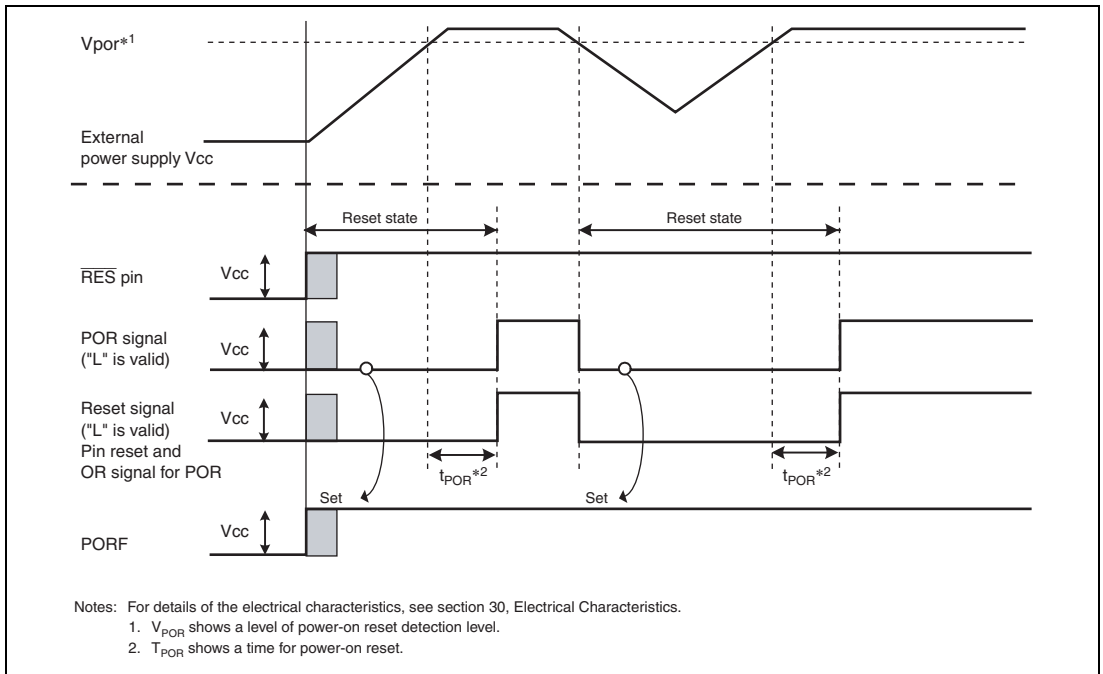 Vpor*1
External
power supply Vcc
Reset state
Reset state
RES pin
Vcc
POR signal
("L" is valid)
Vcc
Reset signal
("L" is valid)
Pin reset and
OR signal for POR
Vcc
tPOR*2
tPOR*2
Set
Set
PORF
Vcc
Notes: For details of the electrical characteristics, see section 30, Electrical Characteristics.
1. VPOR shows a level of power-on reset detection level.
2. TPOR shows a time for power-on reset.